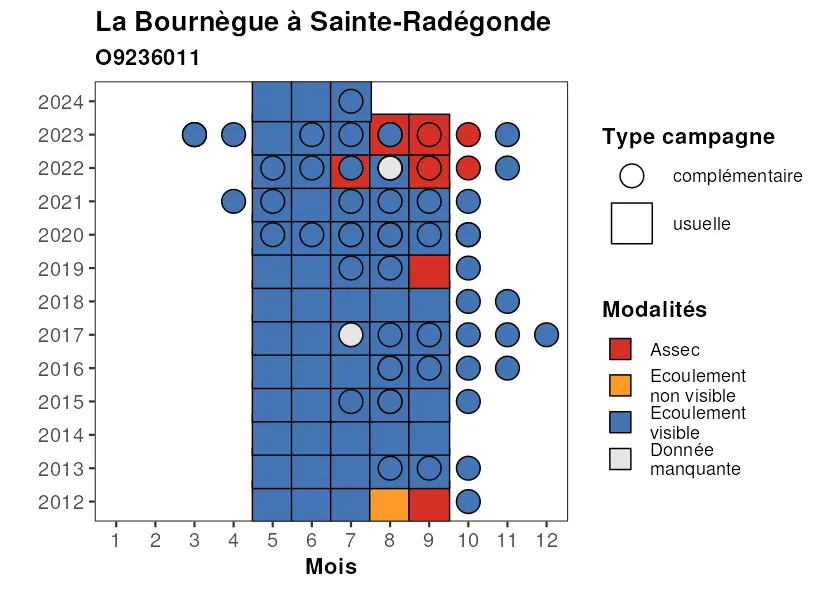 La Bournègue à Sainte-Radégonde
O9236011
2024
2023
2022
2021
2020
2019
2018
2017
2016
2015
2014
2013
2012
1 2 3 4 5 6 7 8 9 10 11 12
Mois
Type campagne
complémentaire
usuelle
Modalités
Assec
Ecoulement
non visible
Ecoulement
visible
Donnée
manquante